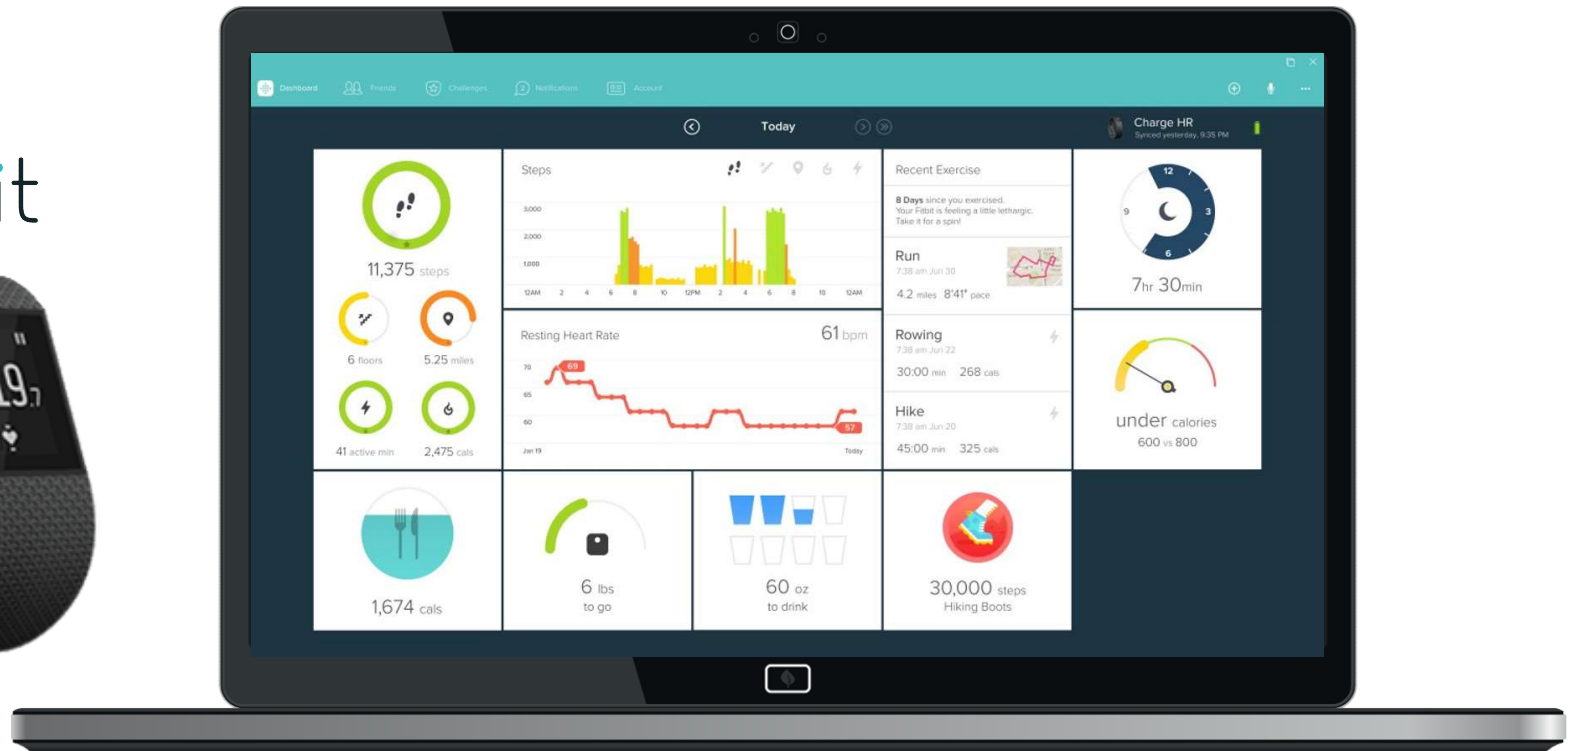 it
19.7
Dashboard
Friends
Challenges
2
Notifications
Account
Today
Charge HR
Synced yesterday, 9:35 PM
11,375 steps
6 floors
5.25 miles
41 active min
2,475 cals
Steps
3,000
2,000
1,000
12AM 2 4 6 8 10 12PM 2 4 6 8 10 12AM
Resting Heart Rate
61 bpm
70
65
60
69
57
Jan 19
Today
Recent Exercise
8 Days since you exercised.
Your Fitbit is feeling a little lethargic.
Take it for a spin!
Run
7:38 am Jun 30
4.2 miles 8'41" pace
Rowing
7:38 am Jun 22
30:00 min 268 cals
Hike
7:38 am Jun 20
45:00 min 325 cals
12
3
6
9
7hr 30min
under calories
600 vs 800
1,674 cals
6 lbs
to go
60 oz
to drink
30,000 steps
Hiking Boots